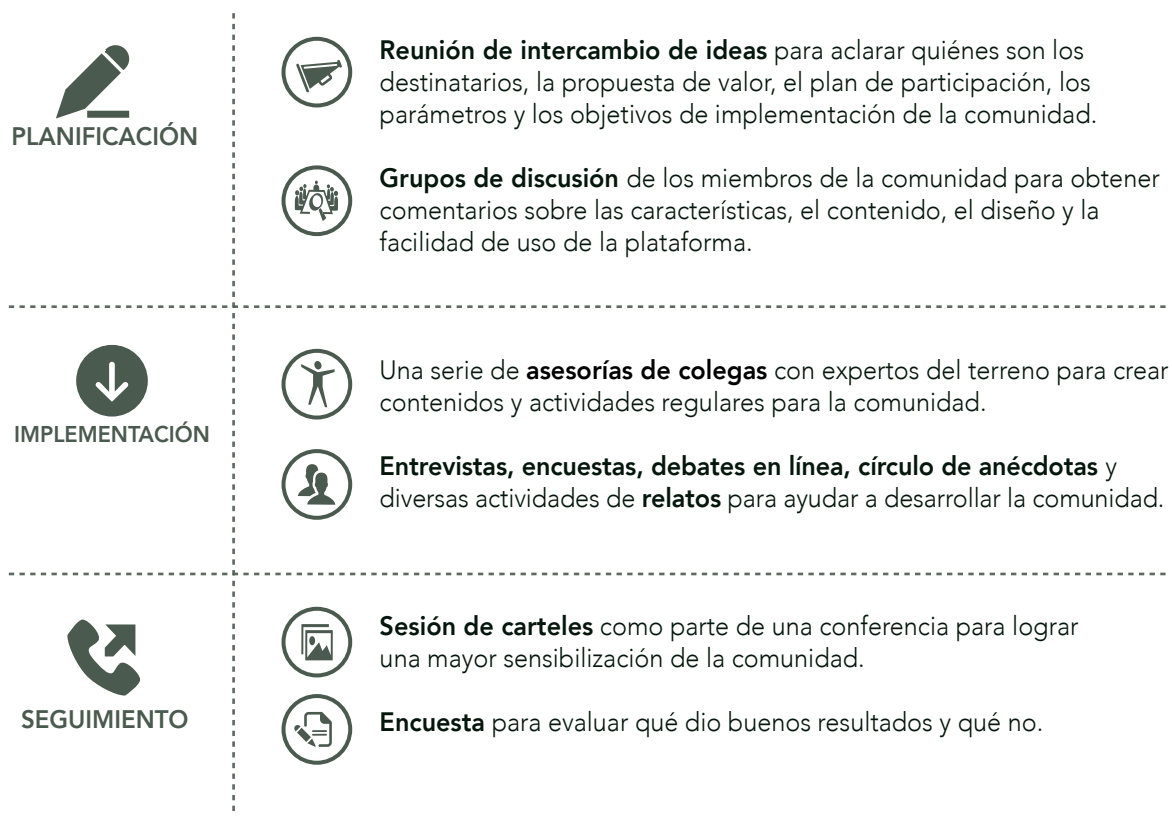 PLANIFICACIÓN
Reunión de intercambio de ideas para aclarar quiénes son los
destinatarios, la propuesta de valor, el plan de participación, los
parámetros y los objetivos de implementación de la comunidad.
Grupos de discusión de los miembros de la comunidad para obtener
comentarios sobre las características, el contenido, el diseño y la
facilidad de uso de la plataforma.
IMPLEMENTACIÓN
Una serie de asesorías de colegas con expertos del terreno para crear
contenidos y actividades regulares para la comunidad.
Entrevistas, encuestas, debates en línea, círculo de anécdotas y
diversas actividades de relatos para ayudar a desarrollar la comunidad.
SEGUIMIENTO
Sesión de carteles como parte de una conferencia para lograr
una mayor sensibilización de la comunidad.
Encuesta para evaluar qué dio buenos resultados y qué no.